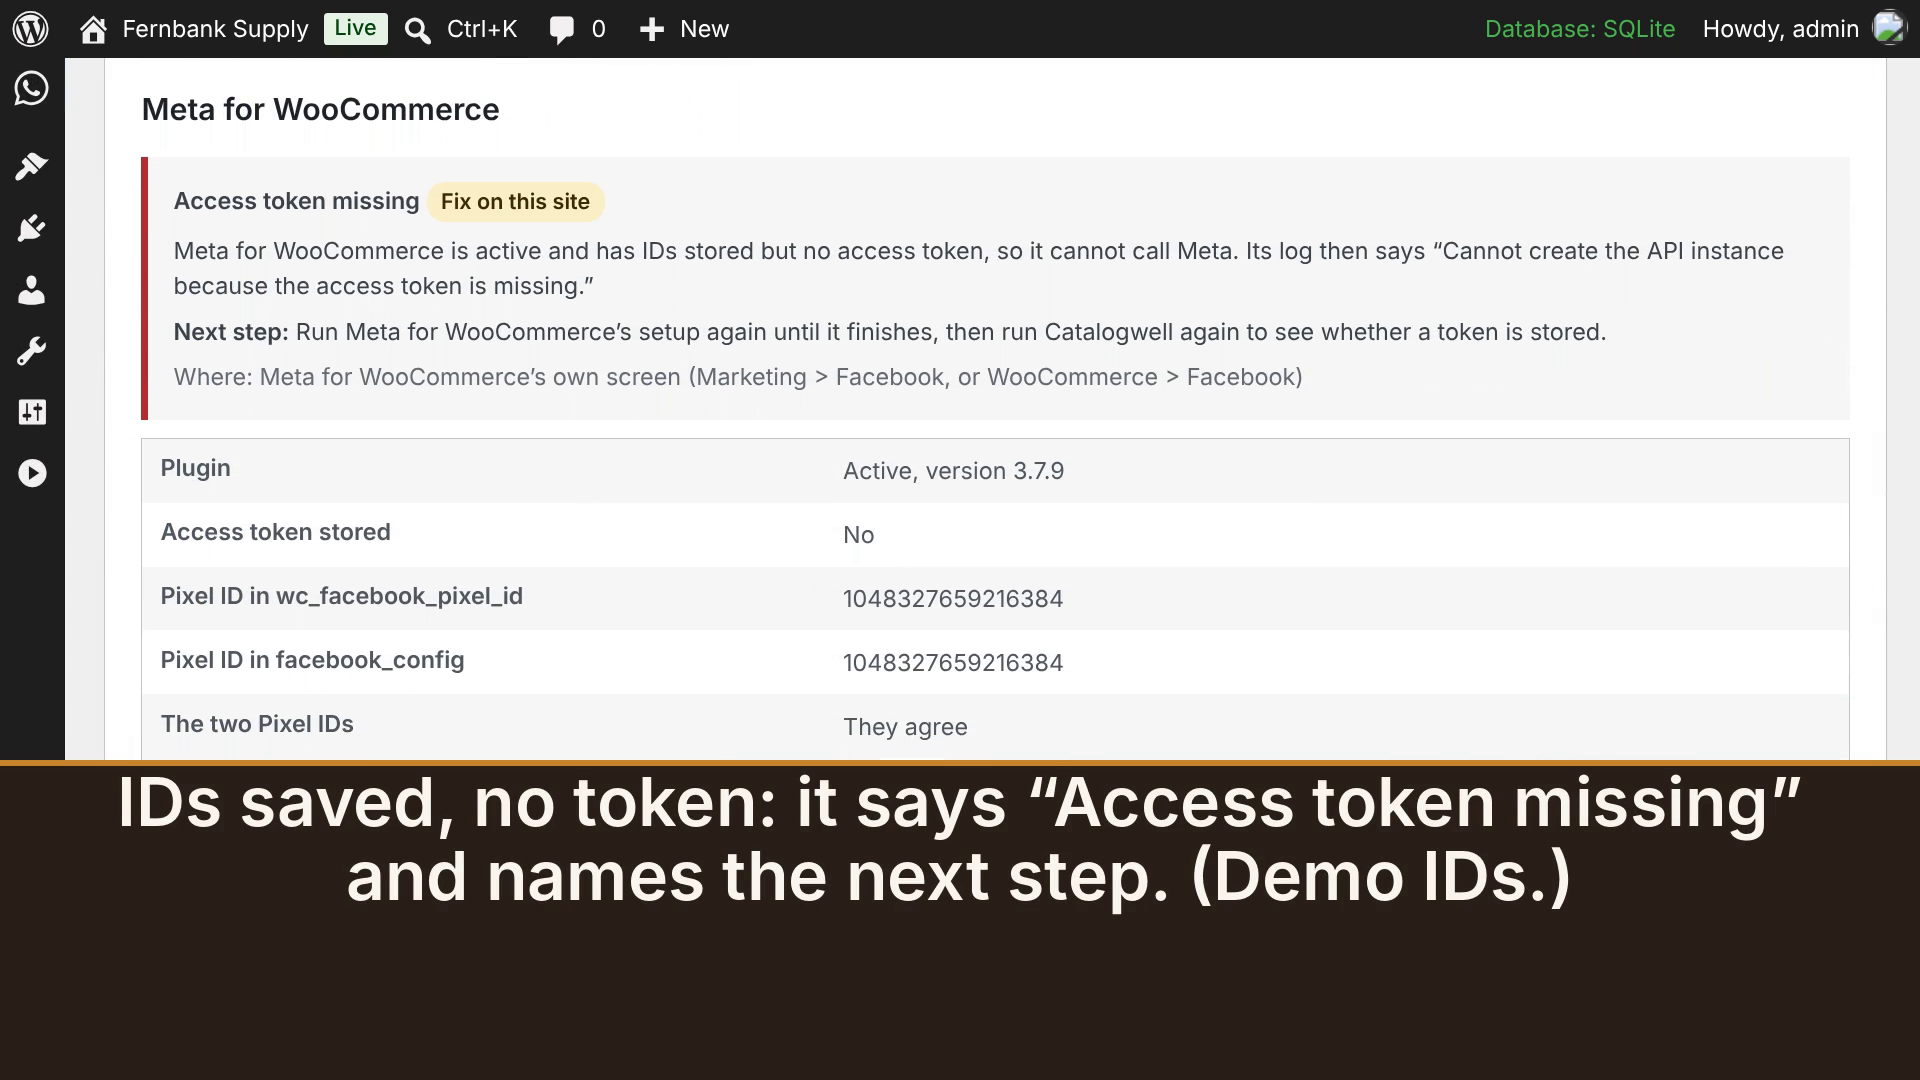 Fernbank Supply Live Ctrl+K 0 New Database: SQLite Howdy, admin
Meta for WooCommerce
Access token missing Fix on this site
Meta for WooCommerce is active and has IDs stored but no access token, so it cannot call Meta. Its log then says “Cannot create the API instance
because the access token is missing.”
Next step: Run Meta for WooCommerce’s setup again until it finishes, then run Catalogwell again to see whether a token is stored.
Where: Meta for WooCommerce’s own screen (Marketing > Facebook, or WooCommerce > Facebook)
Plugin Active, version 3.7.9
Access token stored No
Pixel ID in wc_facebook_pixel_id 1048327659216384
Pixel ID in facebook_config 1048327659216384
The two Pixel IDs They agree
IDs saved, no token: it says “Access token missing”
and names the next step. (Demo IDs.)